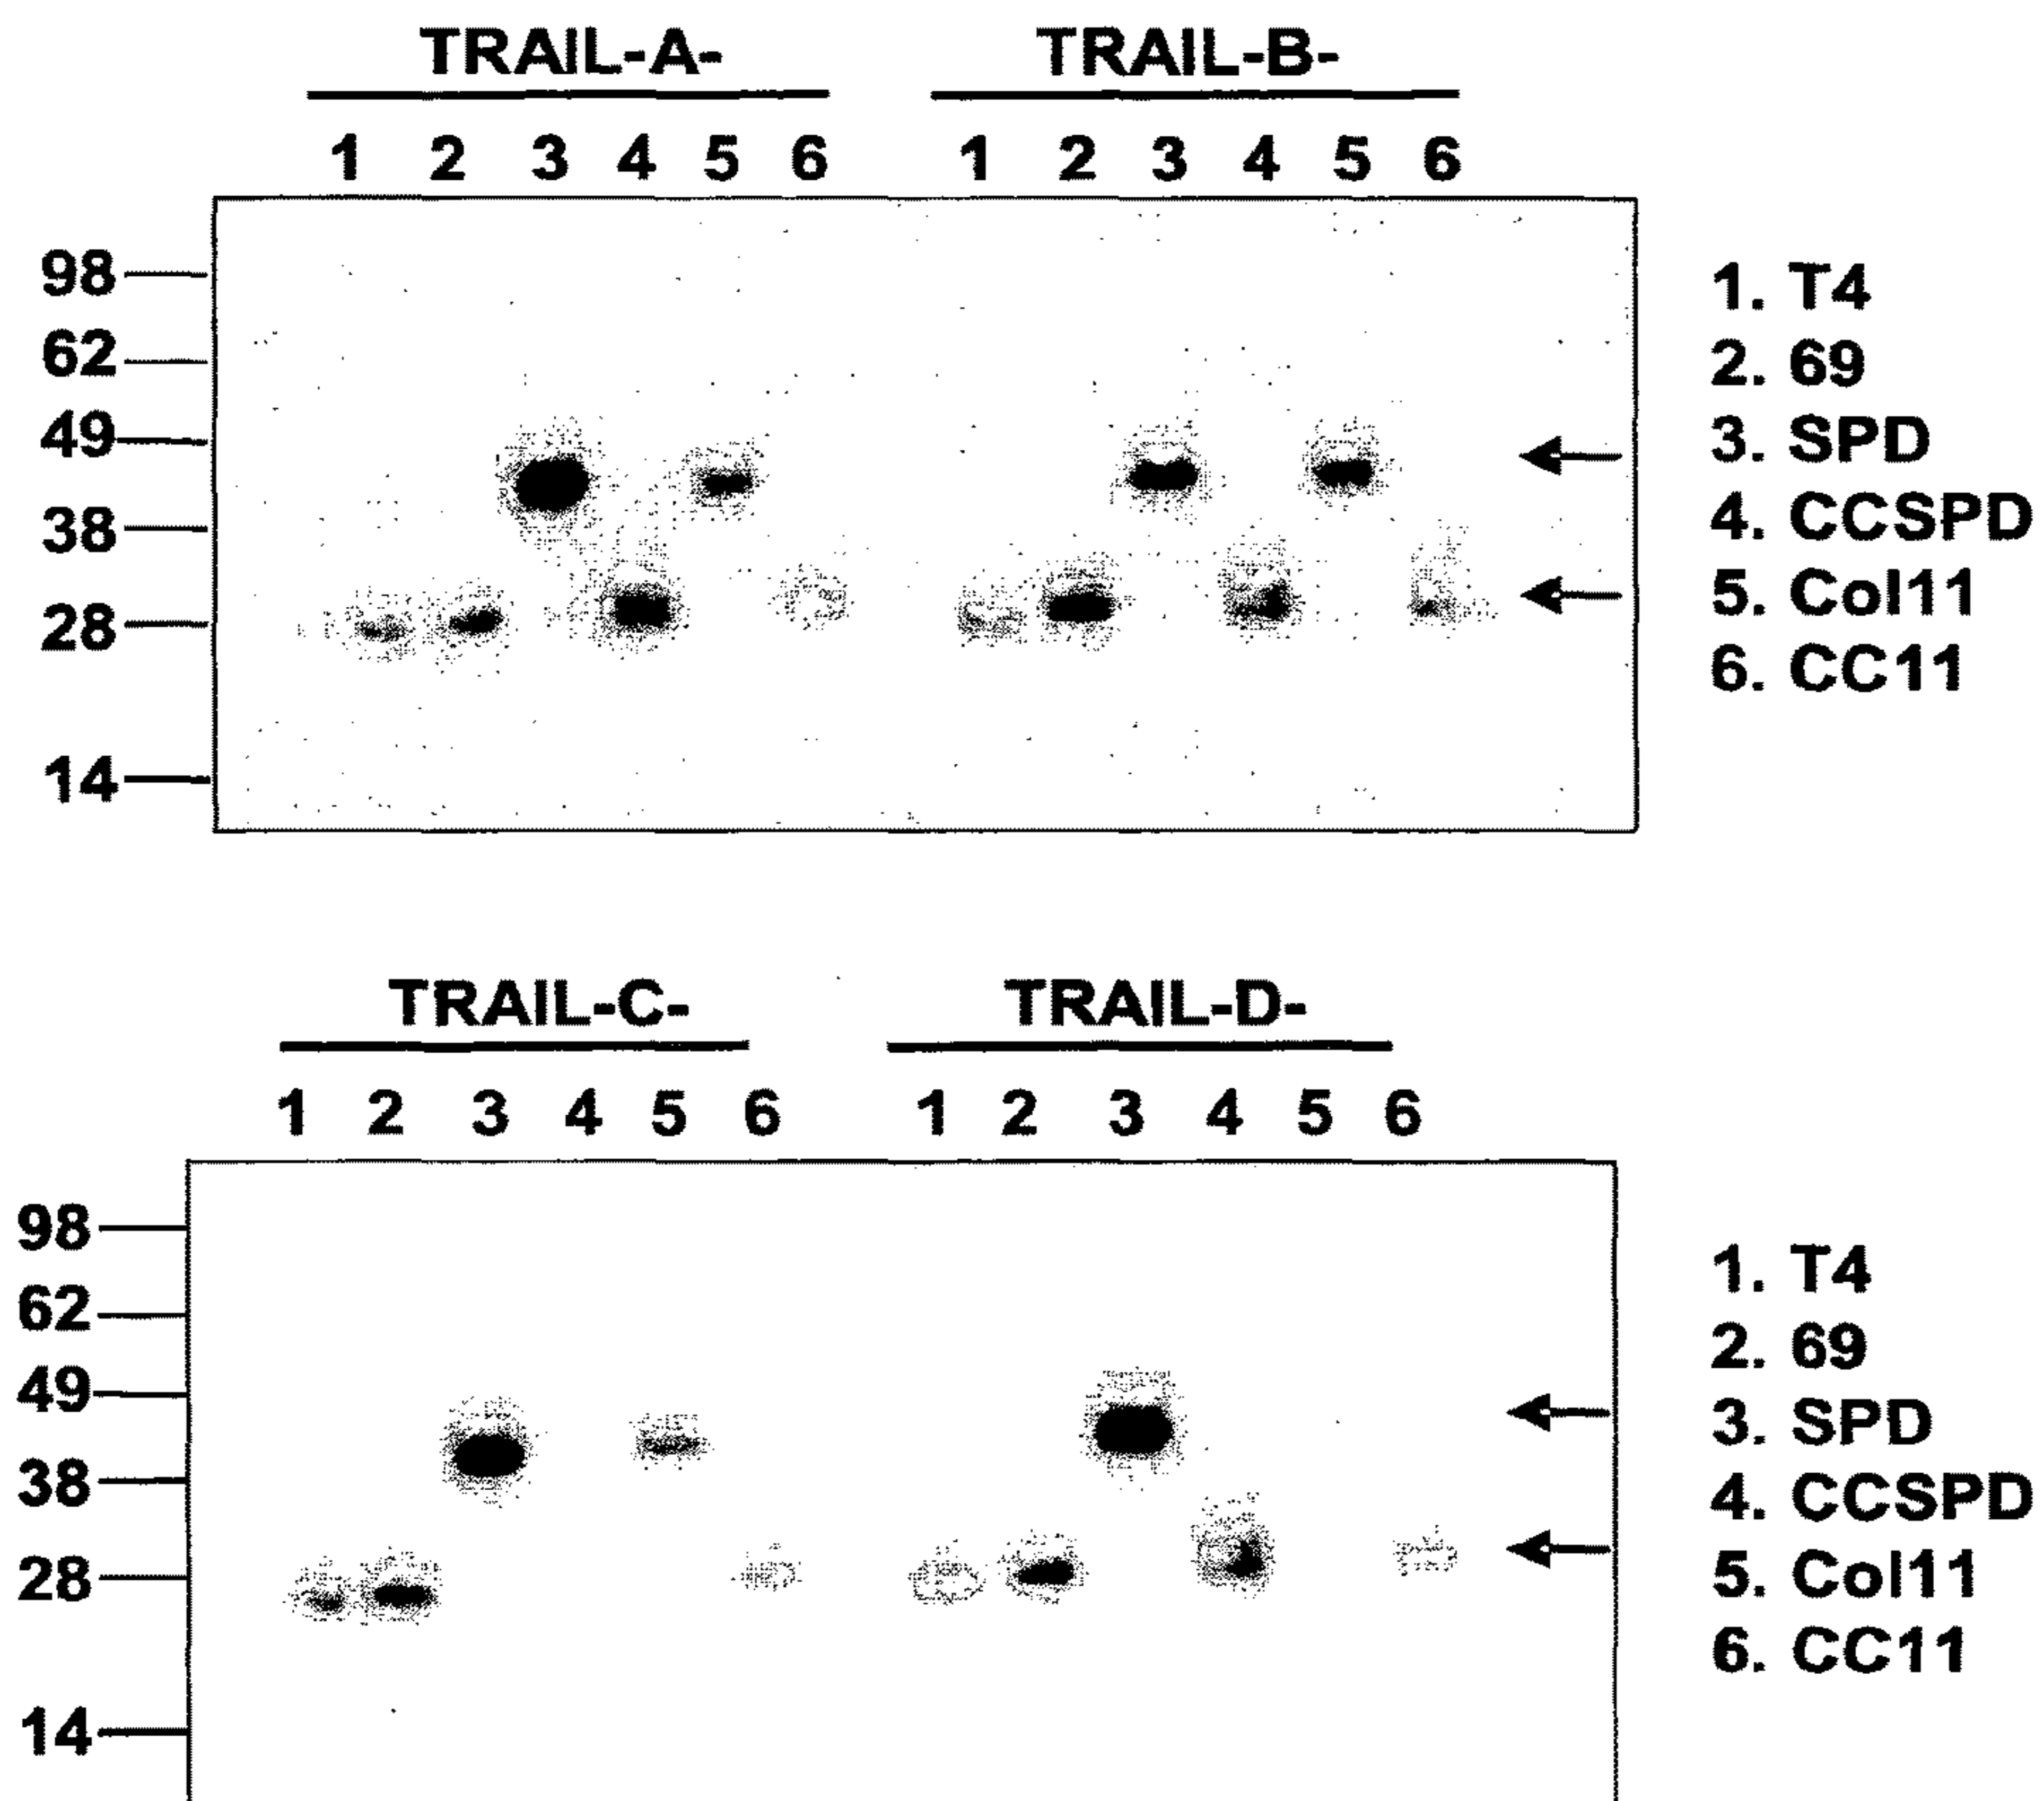 TRAIL-A- TRAIL-B-
1 2 3 4 5 6 1 2 3 4 5 6
98
62
49
38
28
14
1. T4
2. 69
3. SPD
4. CCSPD
5. Col11
6. CC11
TRAIL-C- TRAIL-D-
1 2 3 4 5 6 1 2 3 4 5 6
98
62
49
38
28
14
1. T4
2. 69
3. SPD
4. CCSPD
5. Col11
6. CC11